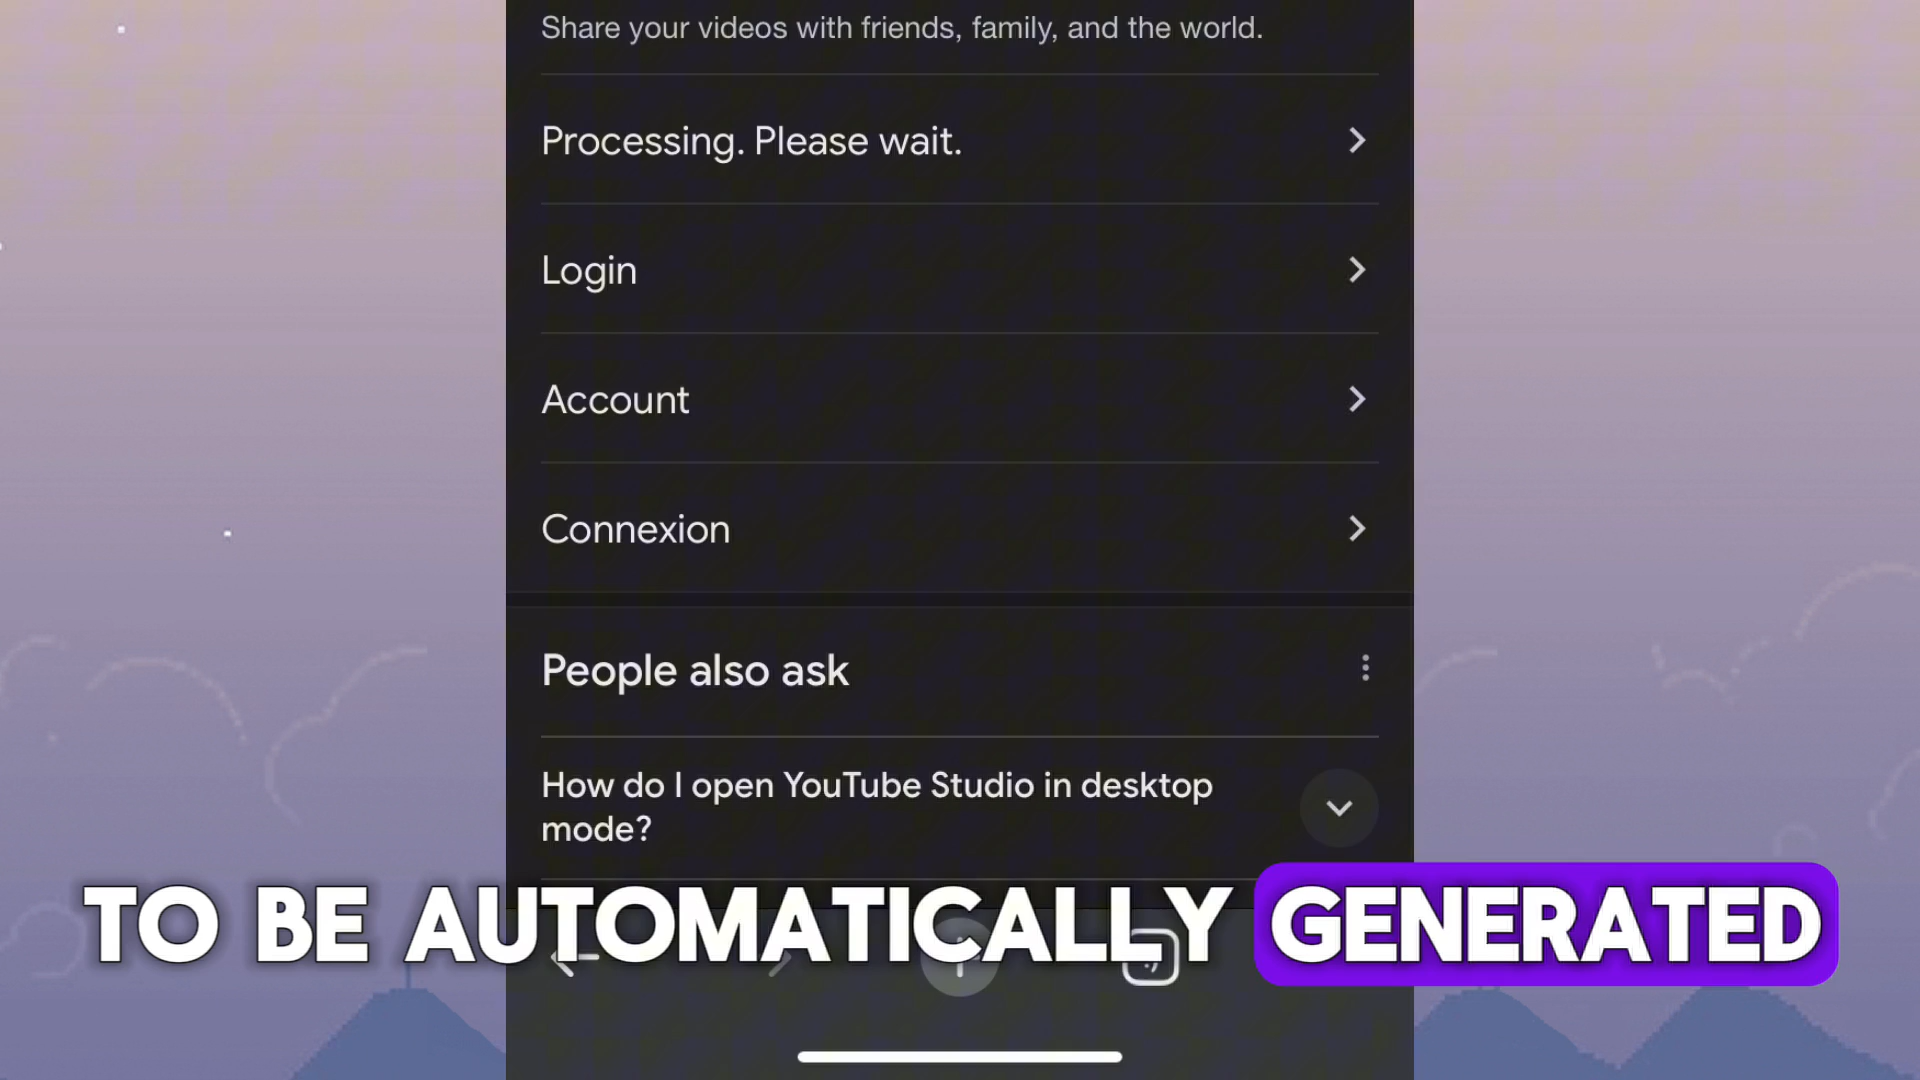 Share your videos with friends, family, and the world.
Processing. Please wait.
Login
Account
Connexion
People also ask
How do I open YouTube Studio in desktop
mode?
TO BE AUTOMATICALLY GENERATED
:)